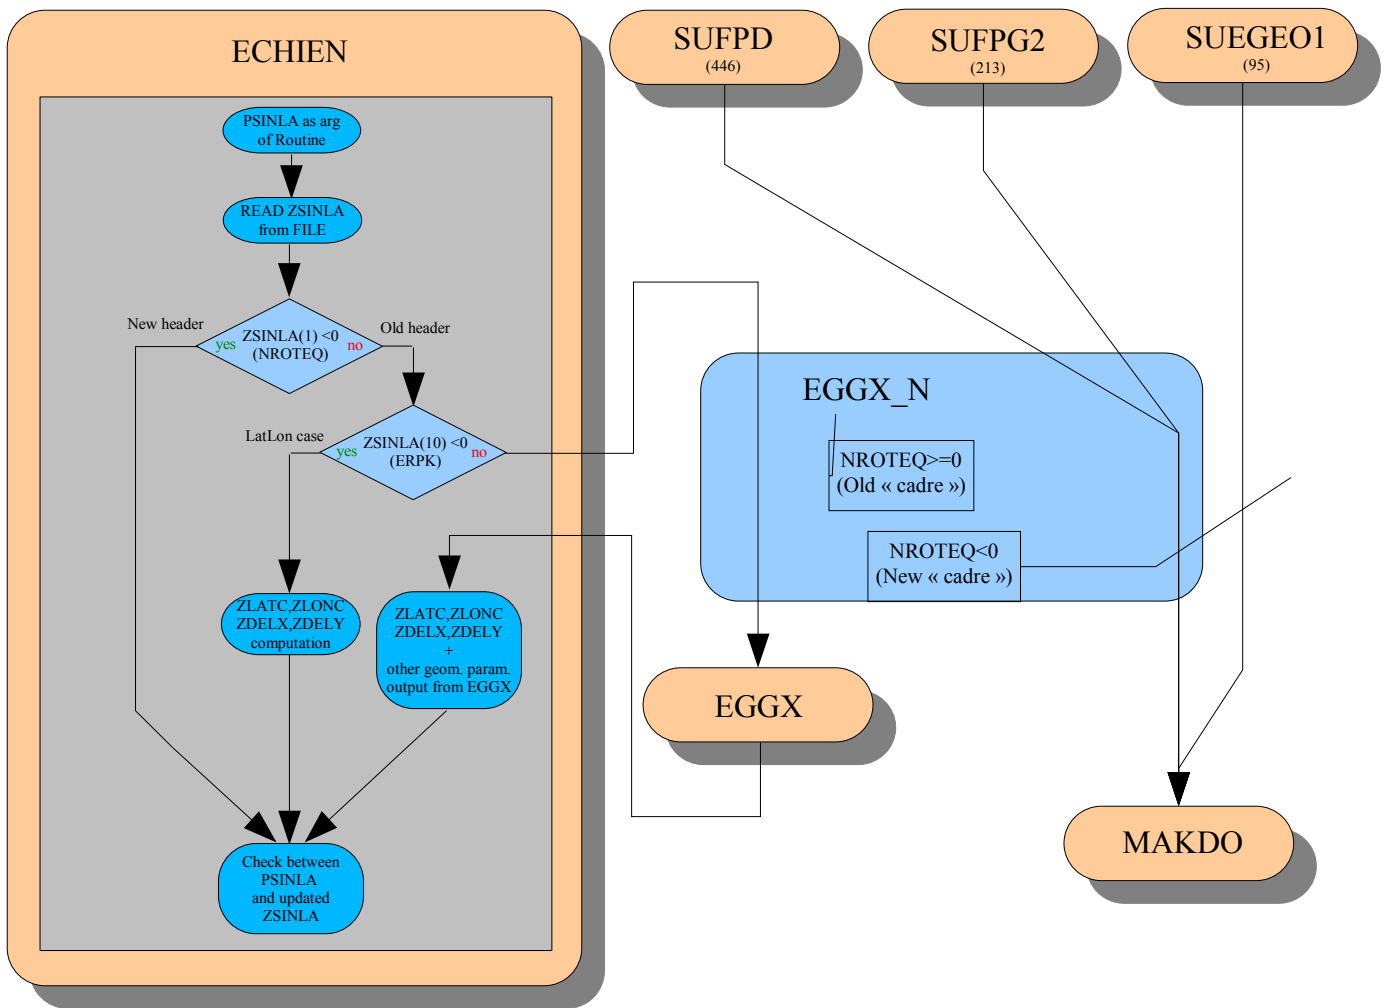 ECHIEN
PSINLA as arg
of Routine
READ ZSINLA
from FILE
New header
Old header
ZSINLA(1) <0
yes
no
(NROTEQ)
LatLon case
ZSINLA(10) <0
yes
no
(ERPK)
ZLATC,ZLONC
ZDELX,ZDELY
computation
ZLATC,ZLONC
ZDELX,ZDELY
+
other geom. param.
output from EGGX
Check between
PSINLA
and updated
ZSINLA
SUFPD
(446)
SUFPG2
(213)
SUEGEO1
(95)
EGGX_N
NROTEQ>=0
(Old « cadre »)
NROTEQ<0
(New « cadre »)
EGGX
MAKDO